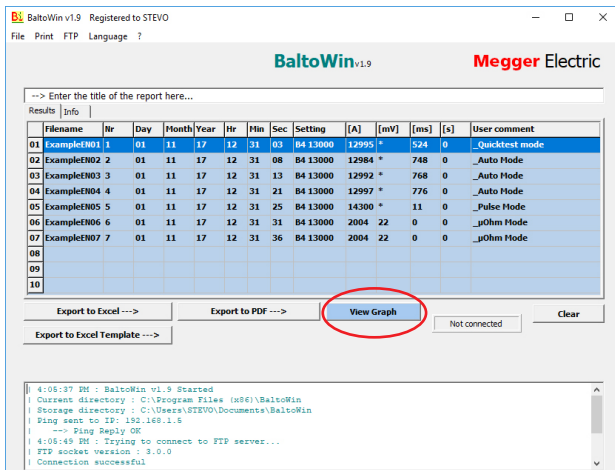 BaltoWin v1.9 Registered to STEVO
File Print FTP Language ?
BaltoWin v1.9 Megger Electric
--> Enter the title of the report here...
Results Info
Filename Nr Day Month Year Hr Min Sec Setting [A] [mV] [ms] [s] User comment
01 ExampleEN01 1 01 11 17 12 31 03 B4 13000 12995 * 524 0 _Quicktest mode
02 ExampleEN02 2 01 11 17 12 31 08 B4 13000 12984 * 748 0 _Auto Mode
03 ExampleEN03 3 01 11 17 12 31 13 B4 13000 12992 * 768 0 _Auto Mode
04 ExampleEN04 4 01 11 17 12 31 21 B4 13000 12997 * 776 0 _Auto Mode
05 ExampleEN05 5 01 11 17 12 31 25 B4 13000 14300 * 11 0 _Pulse Mode
06 ExampleEN06 6 01 11 17 12 31 31 B4 13000 2004 22 0 0 _µOhm Mode
07 ExampleEN07 7 01 11 17 12 31 36 B4 13000 2004 22 0 0 _µOhm Mode
08
09
10
Export to Excel ---> Export to PDF ---> View Graph Not connected Clear
Export to Excel Template --->
| 4:05:37 PM : BaltoWin v1.9 Started
| Current directory : C:\Program Files (x86)\BaltoWin
| Storage directory : C:\Users\STEVO\Documents\BaltoWin
| Ping sent to IP: 192.168.1.5
| --> Ping Reply OK
| 4:05:49 PM : Trying to connect to FTP server...
| FTP socket version : 3.0.0
| Connection successful